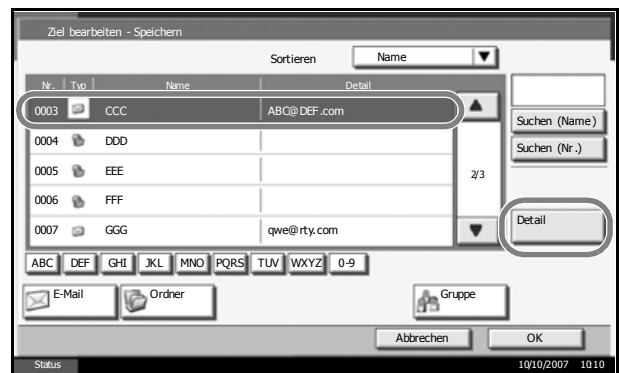 Ziel bearbeiten - Speichern
Sortieren Name
Nr. Typ Name Detail
0003 CCC ABC@DEF.com
0004 DDD
0005 EEE
0006 FFF
0007 GGG qwe@rty.com
2/3
Suchen (Name)
Suchen (Nr.)
Detail
ABC DEF GHI JKL MNO PQRS TUV WXYZ 0-9
E-Mail Ordner Gruppe
Abbrechen OK
Status 10/10/2007 10:10